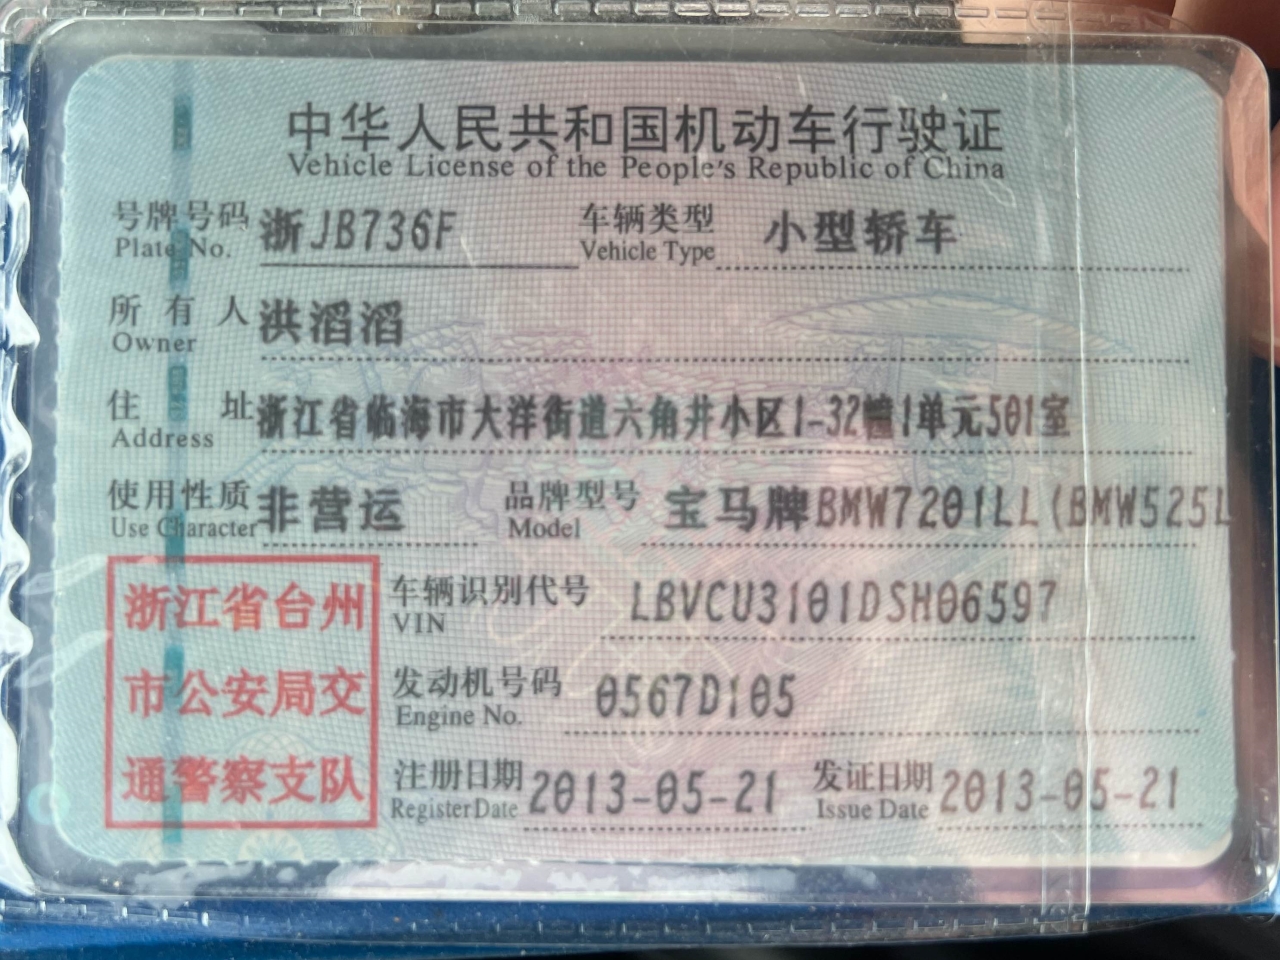 中华人民共和国机动车行驶证
Vehicle License of the People's Republic of China
号牌号码 浙JB736F 车辆类型 小型轿车
Plate No. Vehicle Type
所有人 洪滔滔
Owner
住址 浙江省临海市大洋街道六角井小区1-32幢1单元501室
Address
使用性质 非营运 品牌型号 宝马牌BMW7201LL(BMW525L
Use Character Model
浙江省台州
市公安局交
通警察支队
车辆识别代号 LBVCU3101DSH06597
VIN
发动机号码 0567D105
Engine No.
注册日期 2013-05-21 发证日期 2013-05-21
Register Date Issue Date